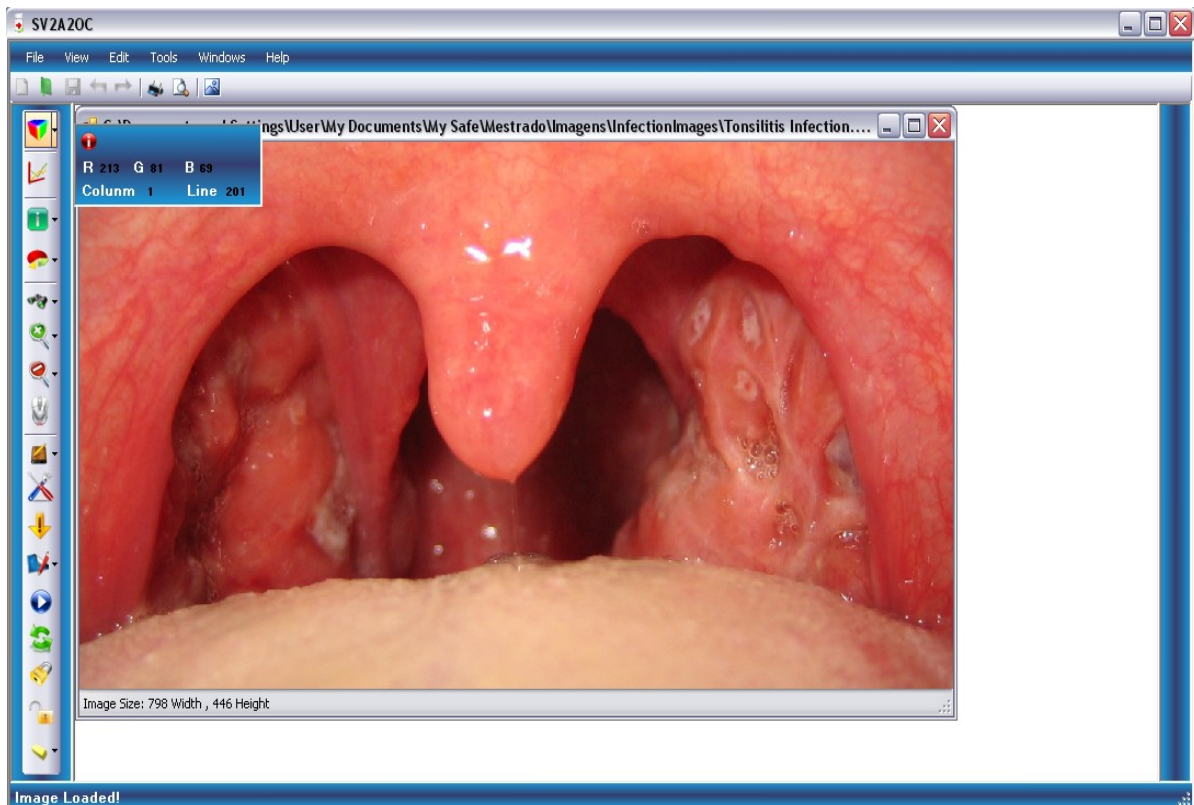 SV2A2OC
File View Edit Tools Windows Help
ings\User\My Documents\My Safe\Mestrado\Imagens\InfectionImages\Tonsilitis Infection....
R 213 G 81 B 69
Colunm 1 Line 201
Image Size: 798 Width , 446 Height
Image Loaded!